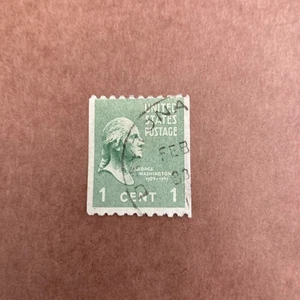 UNITED
STATES
POSTAGE
FEB
GEORGE
WASHINGTON
1 CENT 1